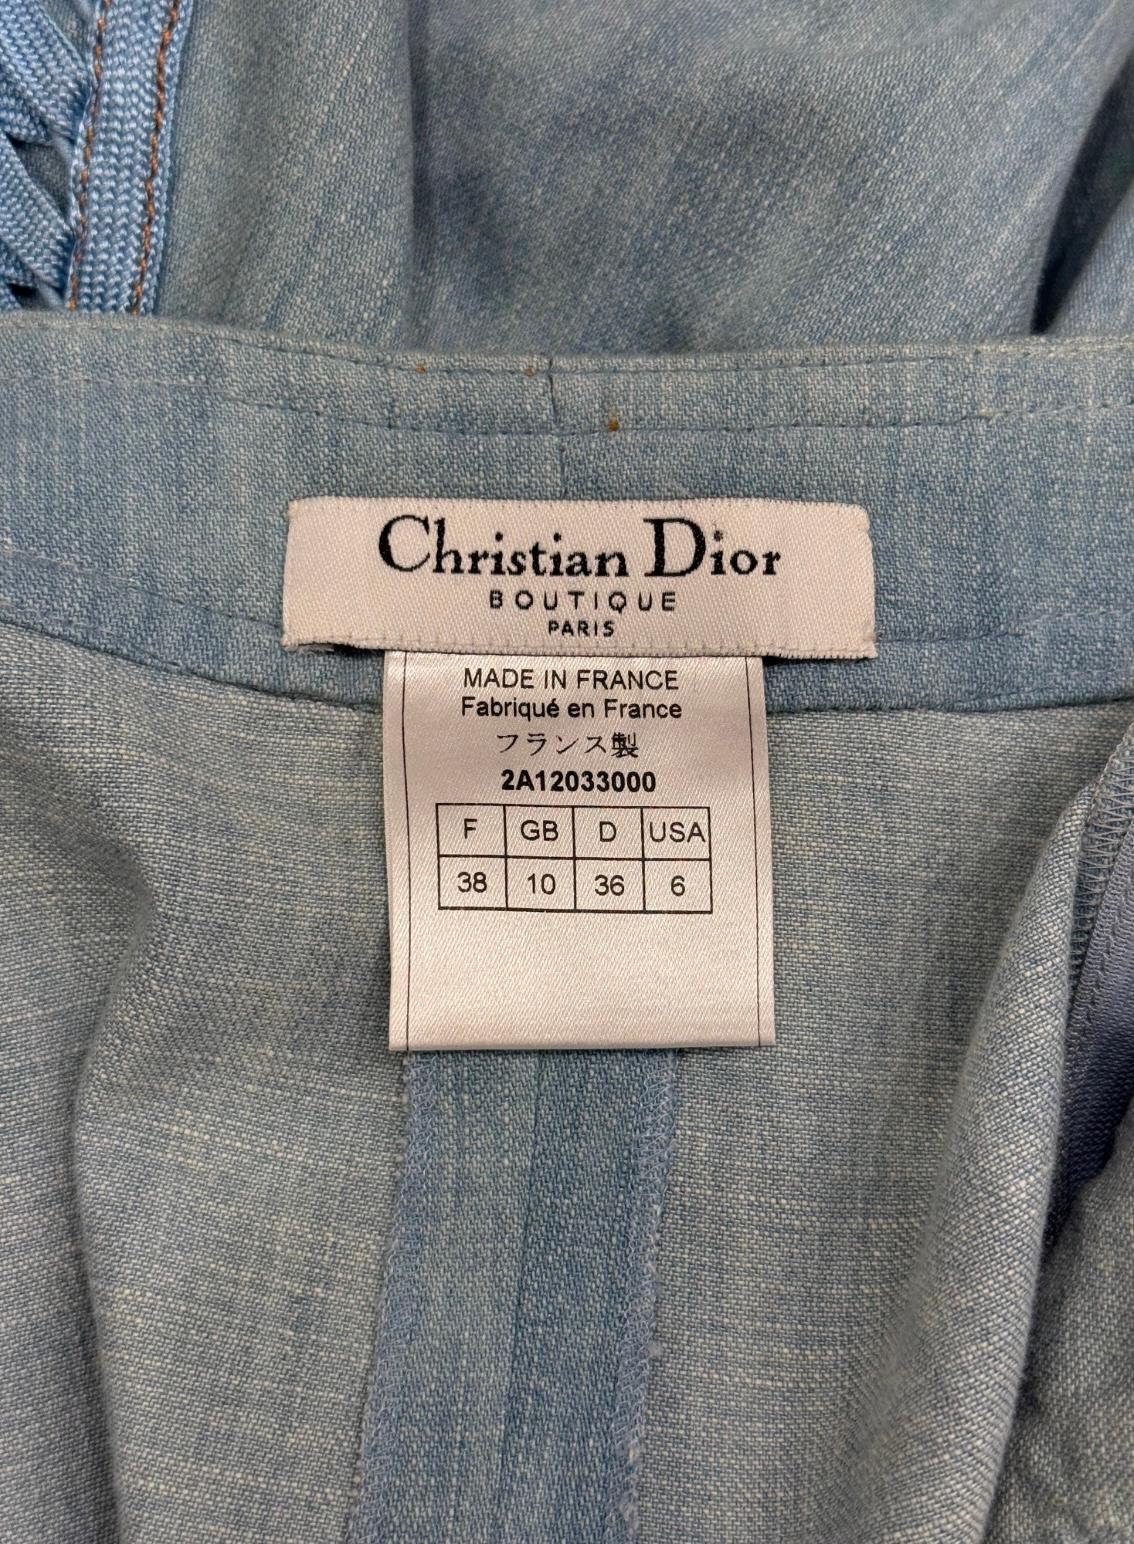 Christian Dior
BOUTIQUE
PARIS
MADE IN FRANCE
Fabriqué en France
フランス製
2A12033000
F GB D USA
38 10 36 6